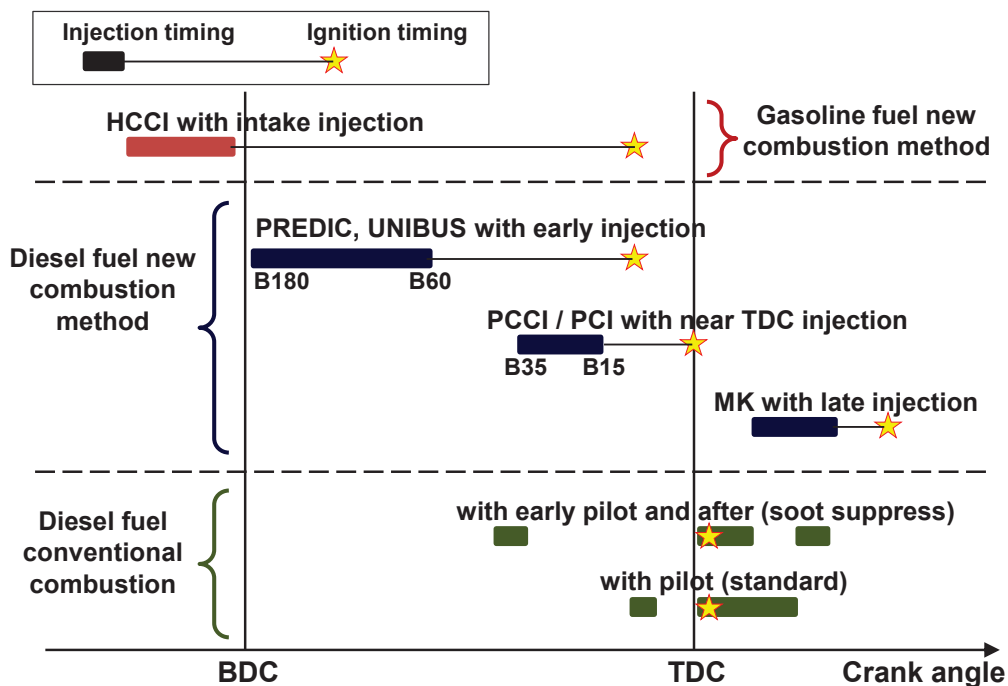 Injection timing
Ignition timing
HCCI with intake injection
Gasoline fuel new
combustion method
PREDIC, UNIBUS with early injection
B180
B60
Diesel fuel new
combustion
method
PCCI / PCI with near TDC injection
B35
B15
MK with late injection
with early pilot and after (soot suppress)
Diesel fuel
conventional
combustion
with pilot (standard)
BDC
TDC
Crank angle